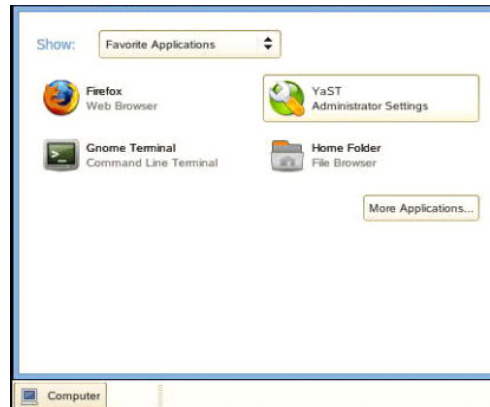 Show: Favorite Applications
Firefox
Web Browser
YaST
Administrator Settings
Gnome Terminal
Command Line Terminal
Home Folder
File Browser
More Applications...
Computer